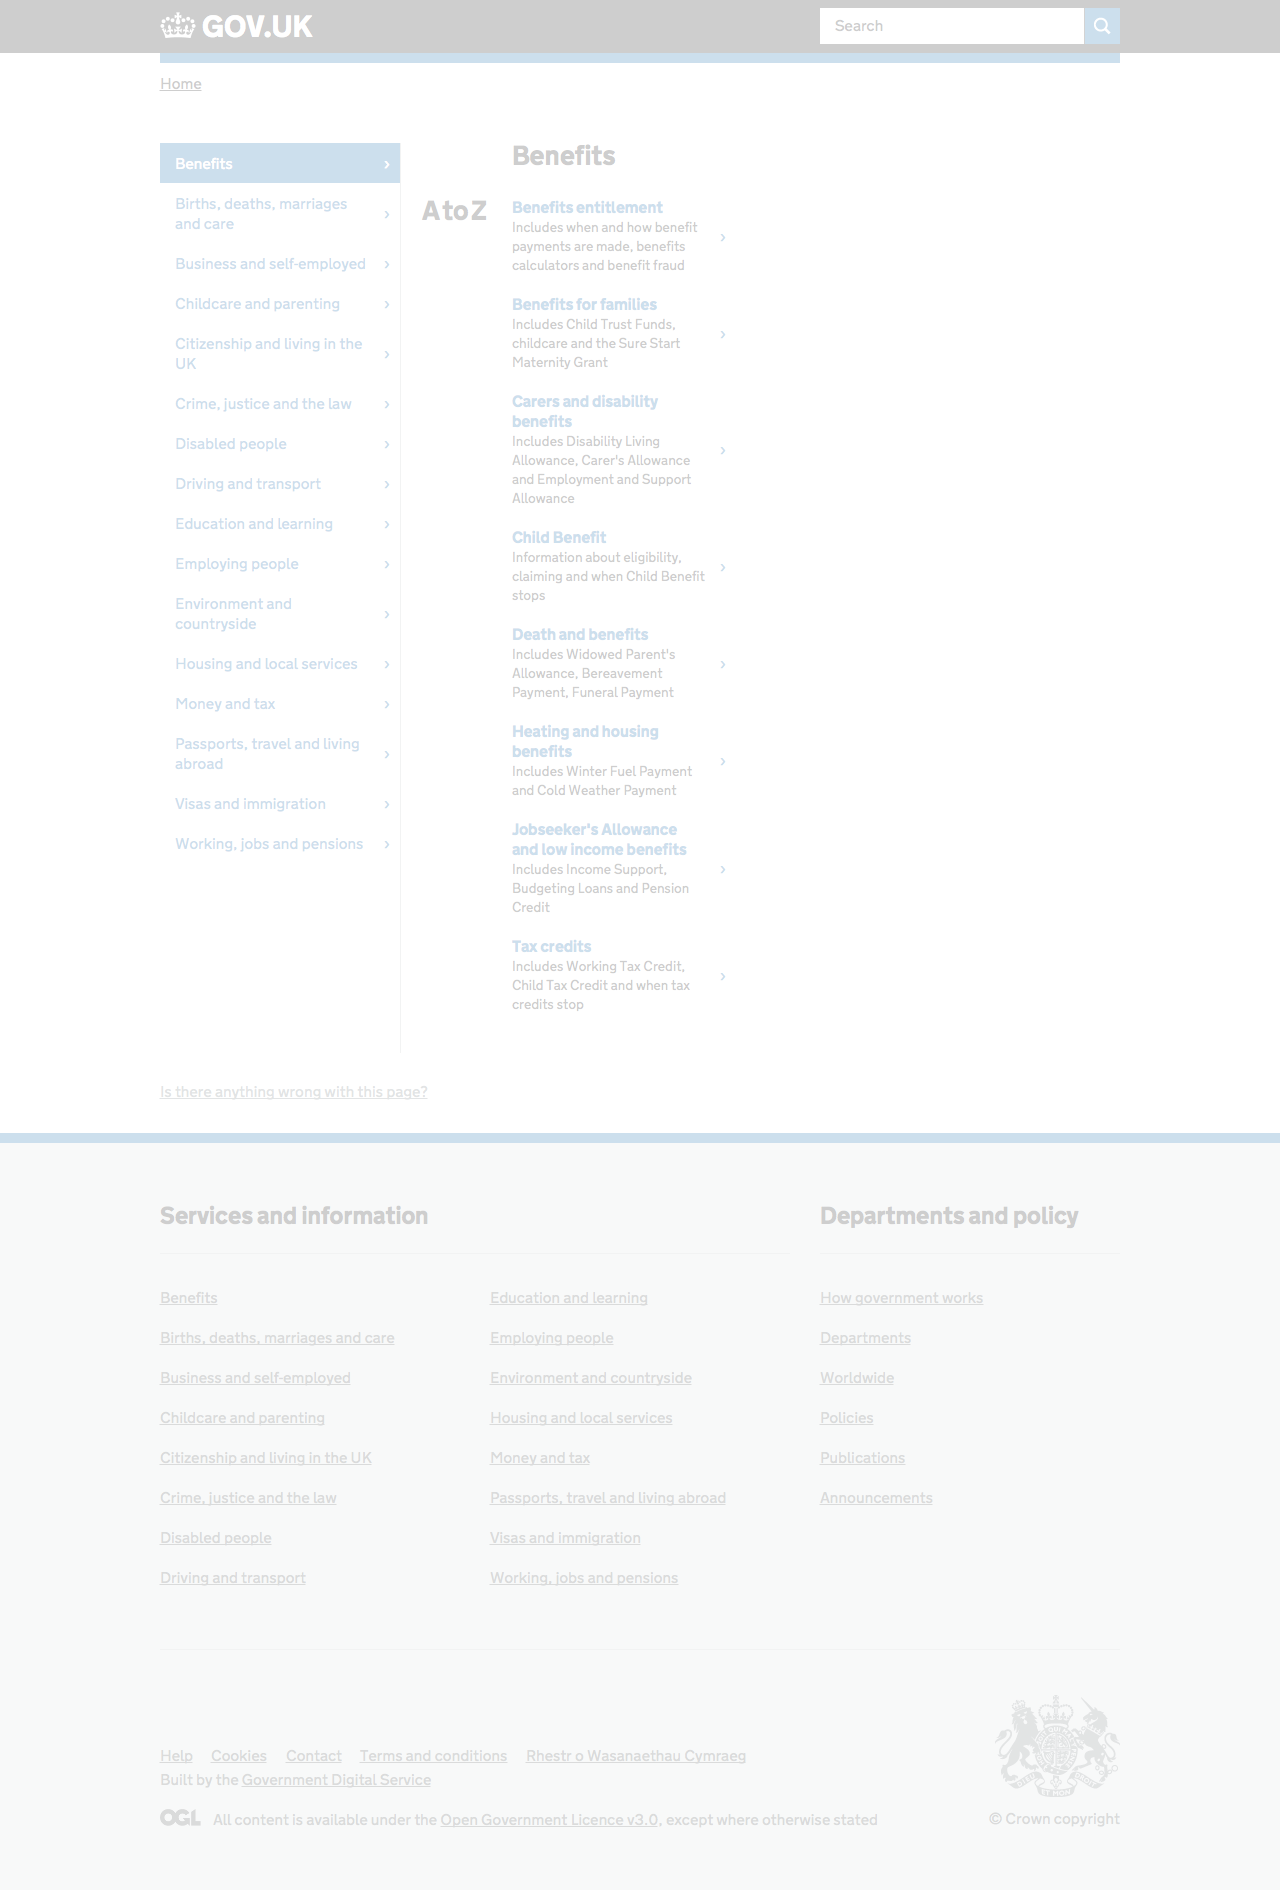 GOV.UK
Search
Home
Benefits ›
Births, deaths, marriages
and care ›
Business and self-employed ›
Childcare and parenting ›
Citizenship and living in the
UK ›
Crime, justice and the law ›
Disabled people ›
Driving and transport ›
Education and learning ›
Employing people ›
Environment and
countryside ›
Housing and local services ›
Money and tax ›
Passports, travel and living
abroad ›
Visas and immigration ›
Working, jobs and pensions ›
Benefits
A to Z
Benefits entitlement
Includes when and how benefit
payments are made, benefits
calculators and benefit fraud
›
Benefits for families
Includes Child Trust Funds,
childcare and the Sure Start
Maternity Grant
›
Carers and disability
benefits
Includes Disability Living
Allowance, Carer's Allowance
and Employment and Support
Allowance
›
Child Benefit
Information about eligibility,
claiming and when Child Benefit
stops
›
Death and benefits
Includes Widowed Parent's
Allowance, Bereavement
Payment, Funeral Payment
›
Heating and housing
benefits
Includes Winter Fuel Payment
and Cold Weather Payment
›
Jobseeker's Allowance
and low income benefits
Includes Income Support,
Budgeting Loans and Pension
Credit
›
Tax credits
Includes Working Tax Credit,
Child Tax Credit and when tax
credits stop
›
Is there anything wrong with this page?
Services and information
Benefits
Births, deaths, marriages and care
Business and self-employed
Childcare and parenting
Citizenship and living in the UK
Crime, justice and the law
Disabled people
Driving and transport
Education and learning
Employing people
Environment and countryside
Housing and local services
Money and tax
Passports, travel and living abroad
Visas and immigration
Working, jobs and pensions
Departments and policy
How government works
Departments
Worldwide
Policies
Publications
Announcements
Help Cookies Contact Terms and conditions Rhestr o Wasanaethau Cymraeg
Built by the Government Digital Service
OGL All content is available under the Open Government Licence v3.0, except where otherwise stated
© Crown copyright